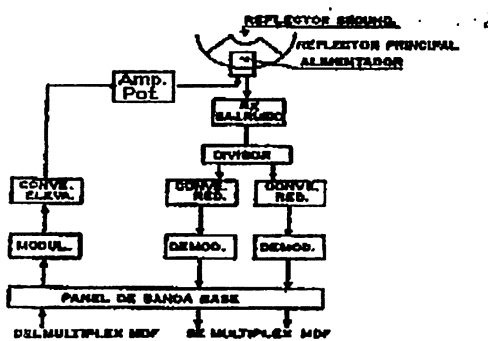 REFLECTOR
REFLECTOR PRINCIPAL
ALIMENTADOR
Amp.
Pot.
DIVISOR
CONVE.
ELEVA.
CONVE.
RED.
CONVE.
RED.
MODUL.
DEMOD.
DEMOD.
PANEL DE BANDA BASE
DEL MULTIPLEX MDF
MULTIPLEX MDF